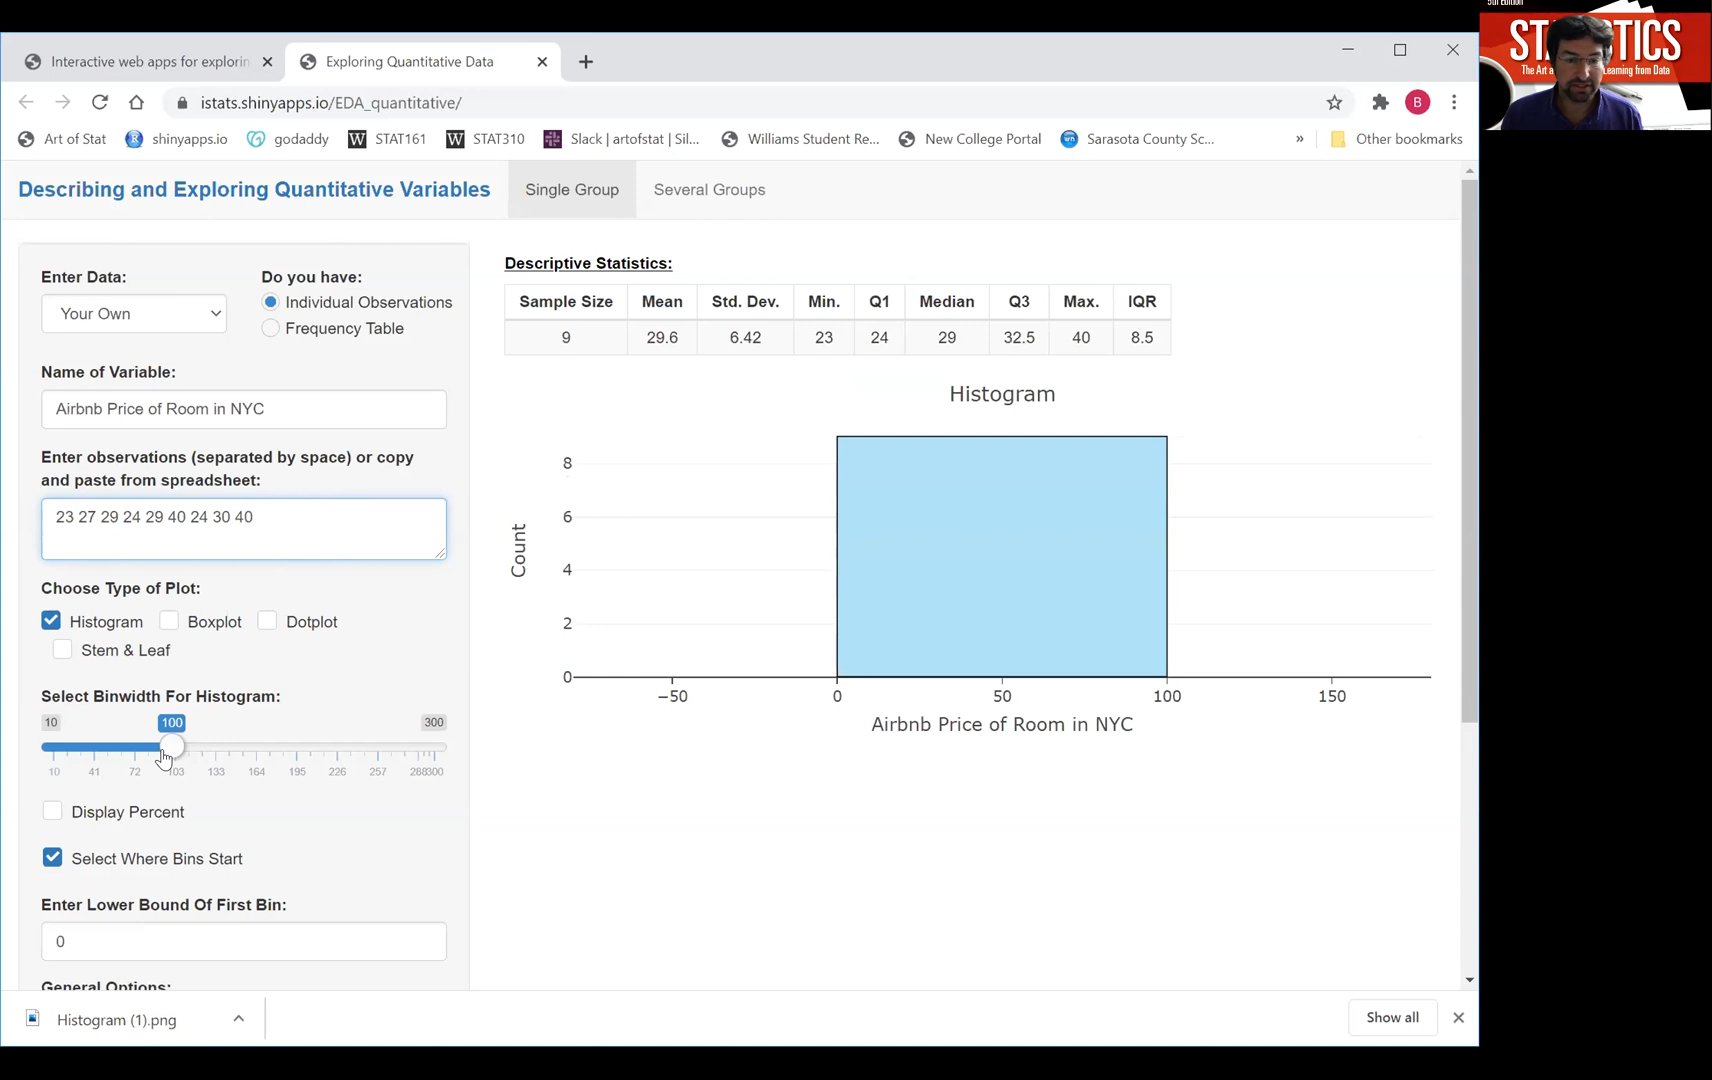 5th Edition
STATISTICS
The Art a Learning from Data
Interactive web apps for explorin
Exploring Quantitative Data
istats.shinyapps.io/EDA_quantitative/
B
Art of Stat
shinyapps.io
godaddy
STAT161
STAT310
Slack | artofstat | Sil...
Williams Student Re...
New College Portal
Sarasota County Sc...
»
Other bookmarks
Describing and Exploring Quantitative Variables
Single Group
Several Groups
Enter Data:
Your Own
Do you have:
Individual Observations
Frequency Table
Name of Variable:
Airbnb Price of Room in NYC
Enter observations (separated by space) or copy
and paste from spreadsheet:
23 27 29 24 29 40 24 30 40
Choose Type of Plot:
Histogram Boxplot Dotplot
Stem & Leaf
Select Binwidth For Histogram:
10 100 300
10 41 72 103 133 164 195 226 257 288 300
Display Percent
Select Where Bins Start
Enter Lower Bound Of First Bin:
0
General Options:
Descriptive Statistics:
Sample Size Mean Std. Dev. Min. Q1 Median Q3 Max. IQR
9 29.6 6.42 23 24 29 32.5 40 8.5
Histogram
Count
8
6
4
2
0
−50 0 50 100 150
Airbnb Price of Room in NYC
Histogram (1).png
Show all